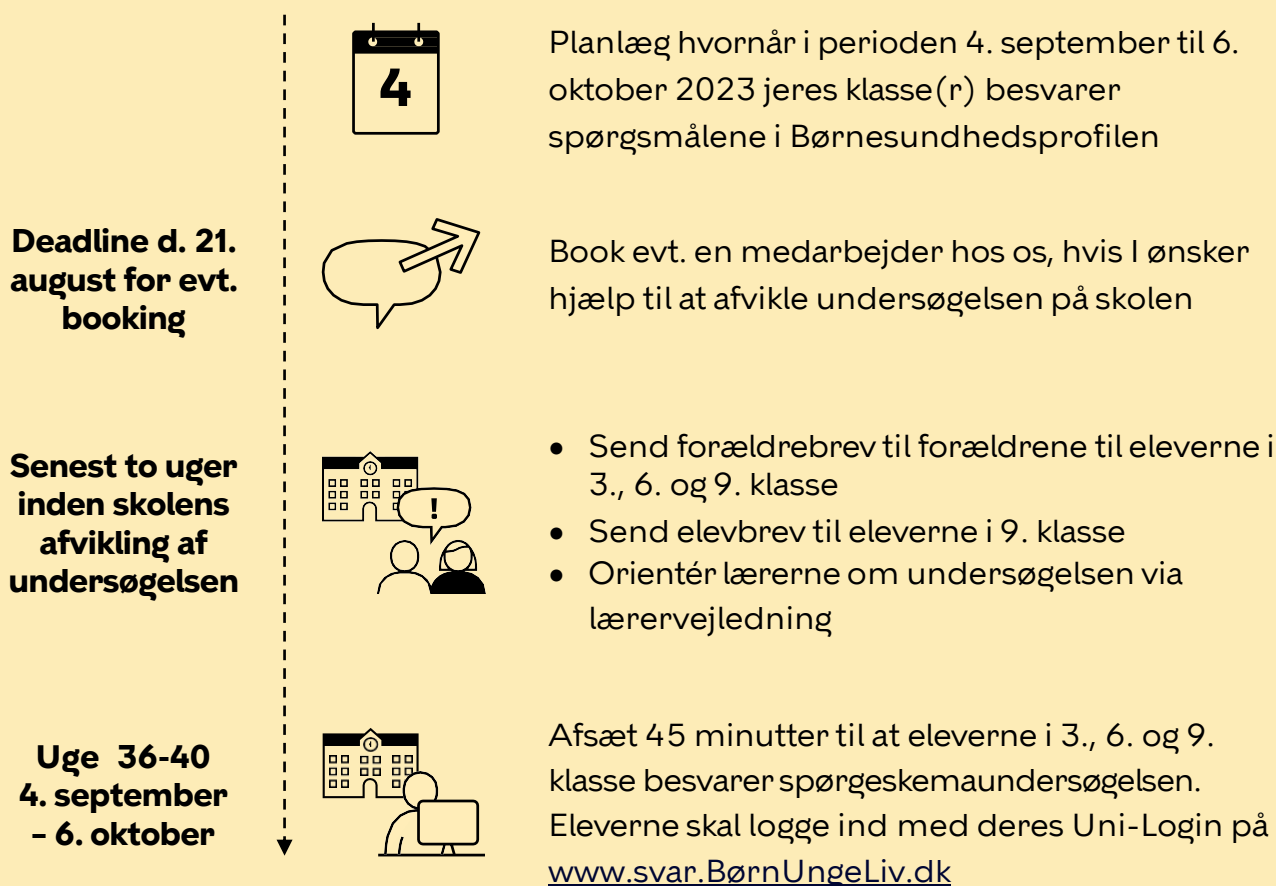 4
Planlæg hvornår i perioden 4. september til 6.
oktober 2023 jeres klasse(r) besvarer
spørgsmålene i Børnesundhedsprofilen
Deadline d. 21.
august for evt.
booking
Book evt. en medarbejder hos os, hvis I ønsker
hjælp til at afvikle undersøgelsen på skolen
Senest to uger
inden skolens
afvikling af
undersøgelsen
!
• Send forældrebrev til forældrene til eleverne i
3., 6. og 9. klasse
• Send elevbrev til eleverne i 9. klasse
• Orientér lærerne om undersøgelsen via
lærervejledning
Uge 36-40
4. september
– 6. oktober
Afsæt 45 minutter til at eleverne i 3., 6. og 9.
klasse besvarer spørgeskemaundersøgelsen.
Eleverne skal logge ind med deres Uni-Login på
www.svar.BørnUngeLiv.dk